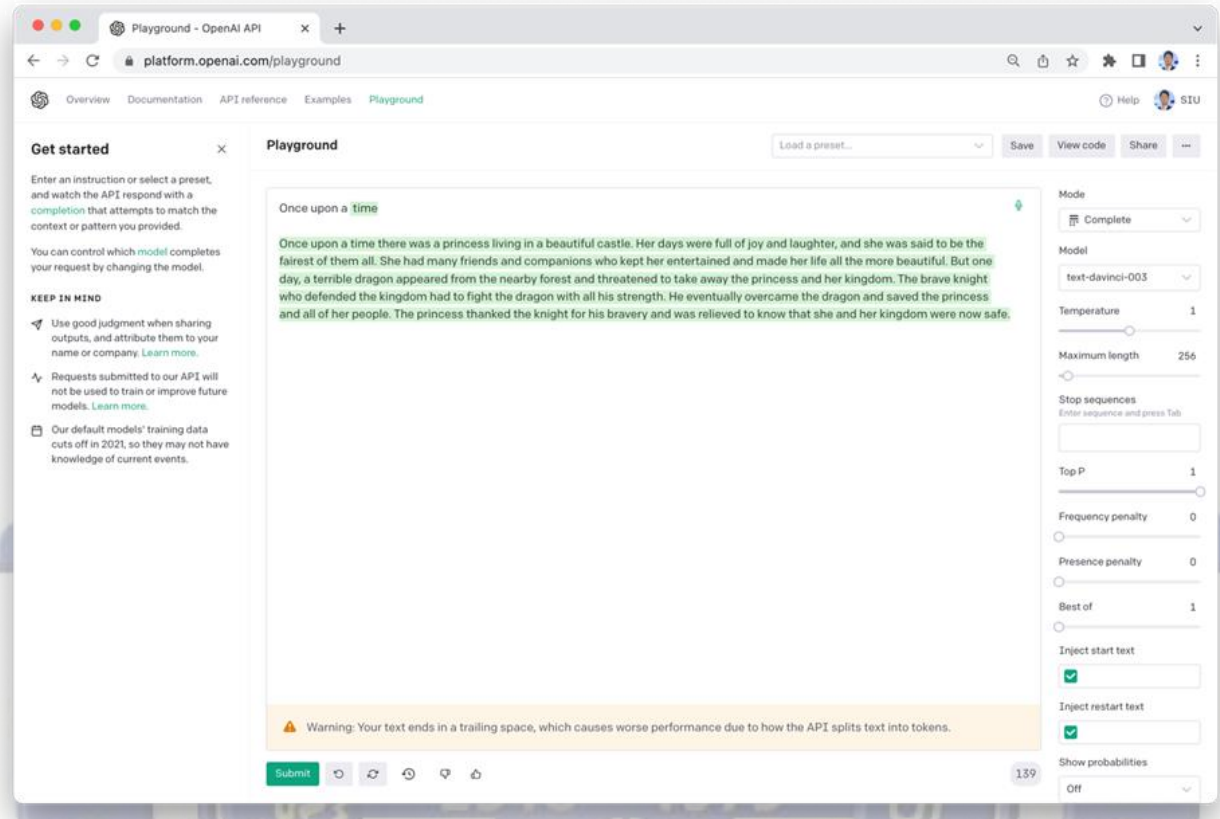 Playground - OpenAI API
platform.openai.com/playground
Overview Documentation API reference Examples Playground
Help SIU
Get started
Enter an instruction or select a preset,
and watch the API respond with a
completion that attempts to match the
context or pattern you provided.
You can control which model completes
your request by changing the model.
KEEP IN MIND
Use good judgment when sharing
outputs, and attribute them to your
name or company. Learn more.
Requests submitted to our API will
not be used to train or improve future
models. Learn more.
Our default models' training data
cuts off in 2021, so they may not have
knowledge of current events.
Playground
Load a preset...
Save
View code
Share
Once upon a time
Once upon a time there was a princess living in a beautiful castle. Her days were full of joy and laughter, and she was said to be the
fairest of them all. She had many friends and companions who kept her entertained and made her life all the more beautiful. But one
day, a terrible dragon appeared from the nearby forest and threatened to take away the princess and her kingdom. The brave knight
who defended the kingdom had to fight the dragon with all his strength. He eventually overcame the dragon and saved the princess
and all of her people. The princess thanked the knight for his bravery and was relieved to know that she and her kingdom were now safe.
Warning: Your text ends in a trailing space, which causes worse performance due to how the API splits text into tokens.
Submit
139
Mode
Complete
Model
text-davinci-003
Temperature 1
Maximum length 256
Stop sequences
Enter sequence and press Tab
Top P 1
Frequency penalty 0
Presence penalty 0
Best of 1
Inject start text
Inject restart text
Show probabilities
Off